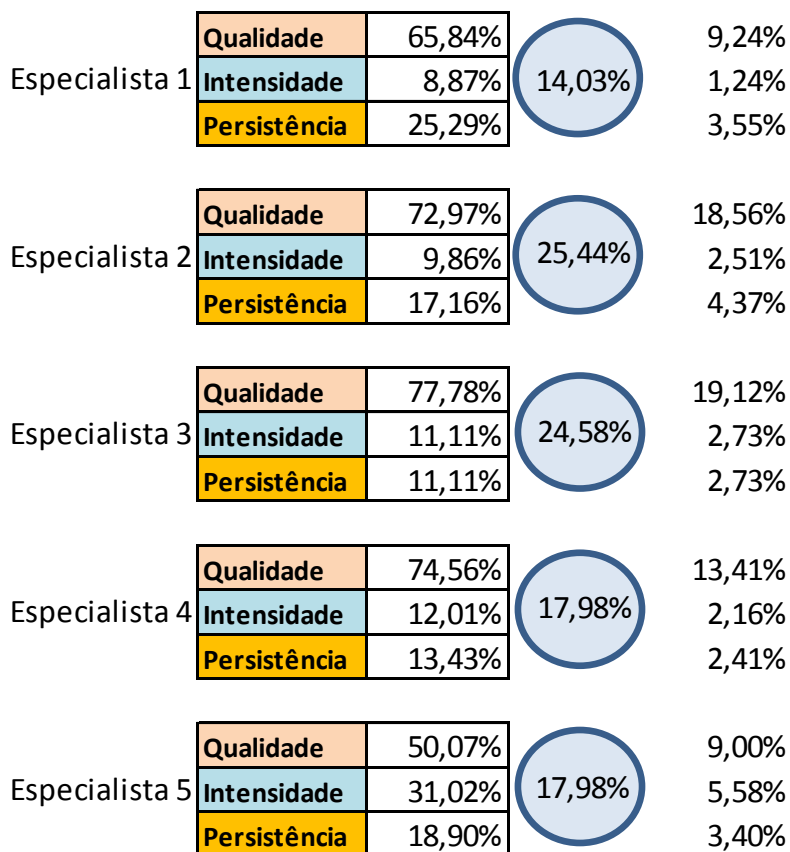 Qualidade 65,84% 9,24%
Especialista 1 Intensidade 8,87% 14,03% 1,24%
Persistência 25,29% 3,55%
Qualidade 72,97% 18,56%
Especialista 2 Intensidade 9,86% 25,44% 2,51%
Persistência 17,16% 4,37%
Qualidade 77,78% 19,12%
Especialista 3 Intensidade 11,11% 24,58% 2,73%
Persistência 11,11% 2,73%
Qualidade 74,56% 13,41%
Especialista 4 Intensidade 12,01% 17,98% 2,16%
Persistência 13,43% 2,41%
Qualidade 50,07% 9,00%
Especialista 5 Intensidade 31,02% 17,98% 5,58%
Persistência 18,90% 3,40%